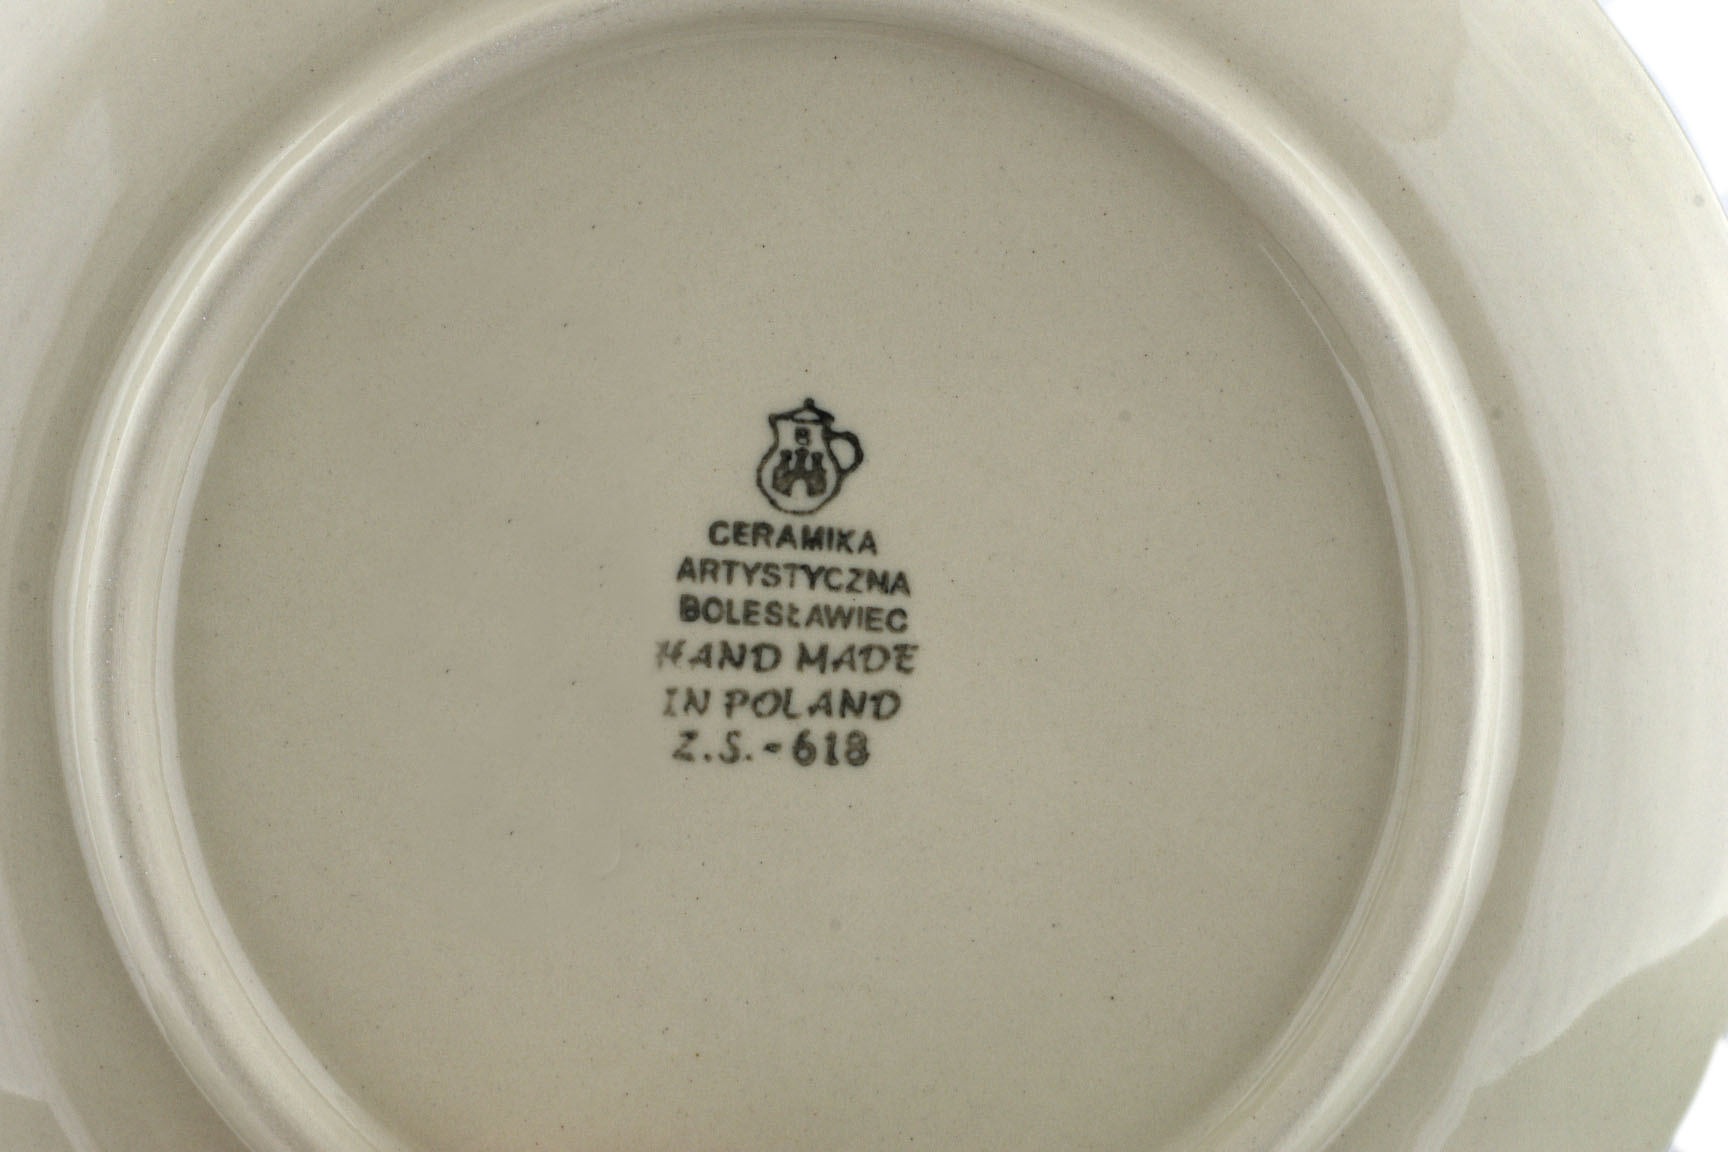 B
CERAMIKA
ARTYSTYCZNA
BOLESŁAWIEC
HAND MADE
IN POLAND
Z.S.-618